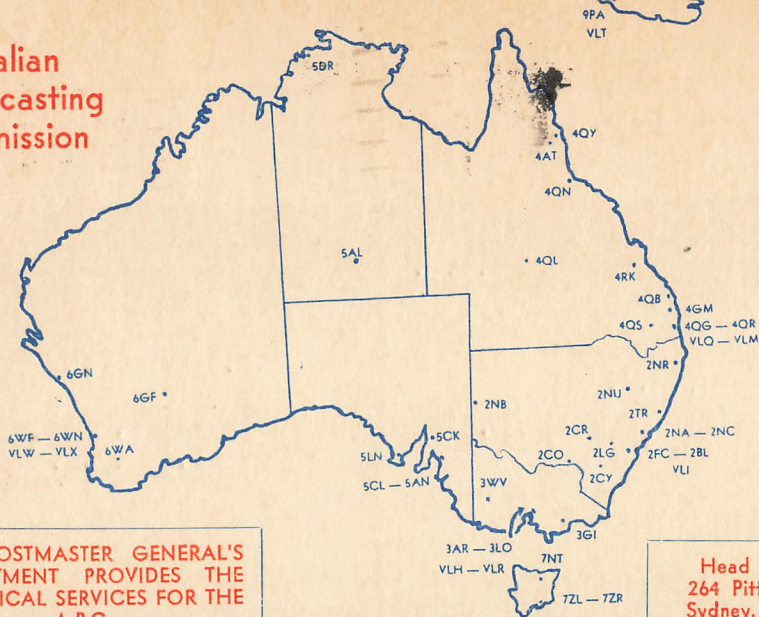 9PA
VLT
alian
casting
mission
5DR
4QY
4AT
4QN
5AL
4QL
4RK
4QB
4GM
4QS
4QG — 4QR
VLQ — VLM
2NR
6GN
6GF
2NU
2NB
2TR
6WF — 6WN
VLW — VLX
6WA
5CK
2CR
2NA — 2NC
5LN
2CO
2LG
2FC — 2BL
VLI
5CL — 5AN
3WV
2CY
3GI
3AR — 3LO
VLH — VLR
7NT
7ZL — 7ZR
OSTMASTER GENERAL'S
TMENT PROVIDES THE
ICAL SERVICES FOR THE
Head
264 Pitt
Sydney.